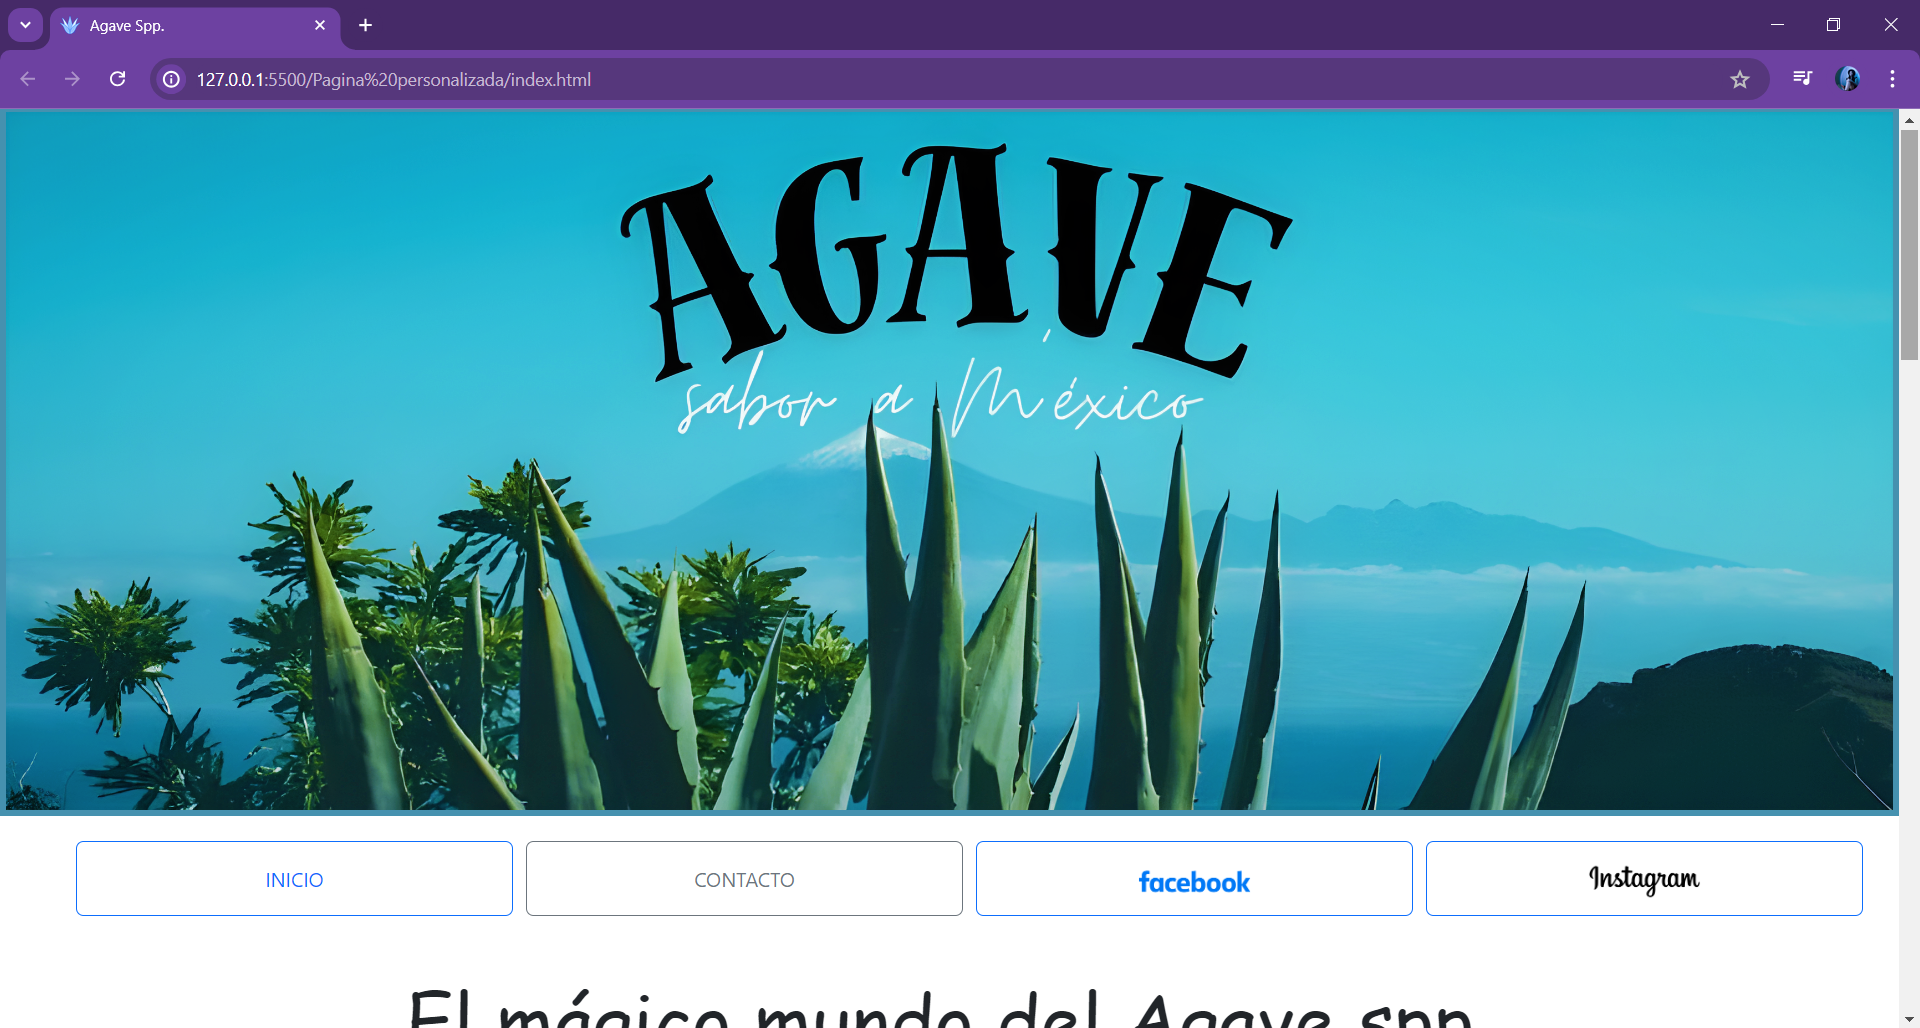 Agave Spp.
127.0.0.1:5500/Pagina%20personalizada/index.html
AGAVE
sabor a México
INICIO
CONTACTO
facebook
Instagram
El mágico mundo del Agave spp